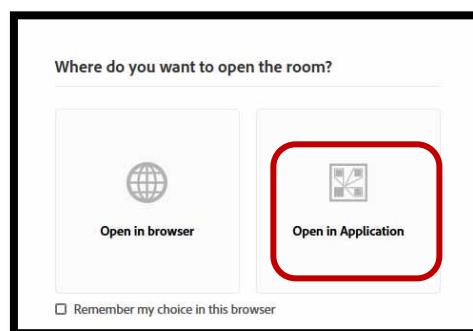 Where do you want to open the room?
Open in browser
Open in Application
Remember my choice in this browser